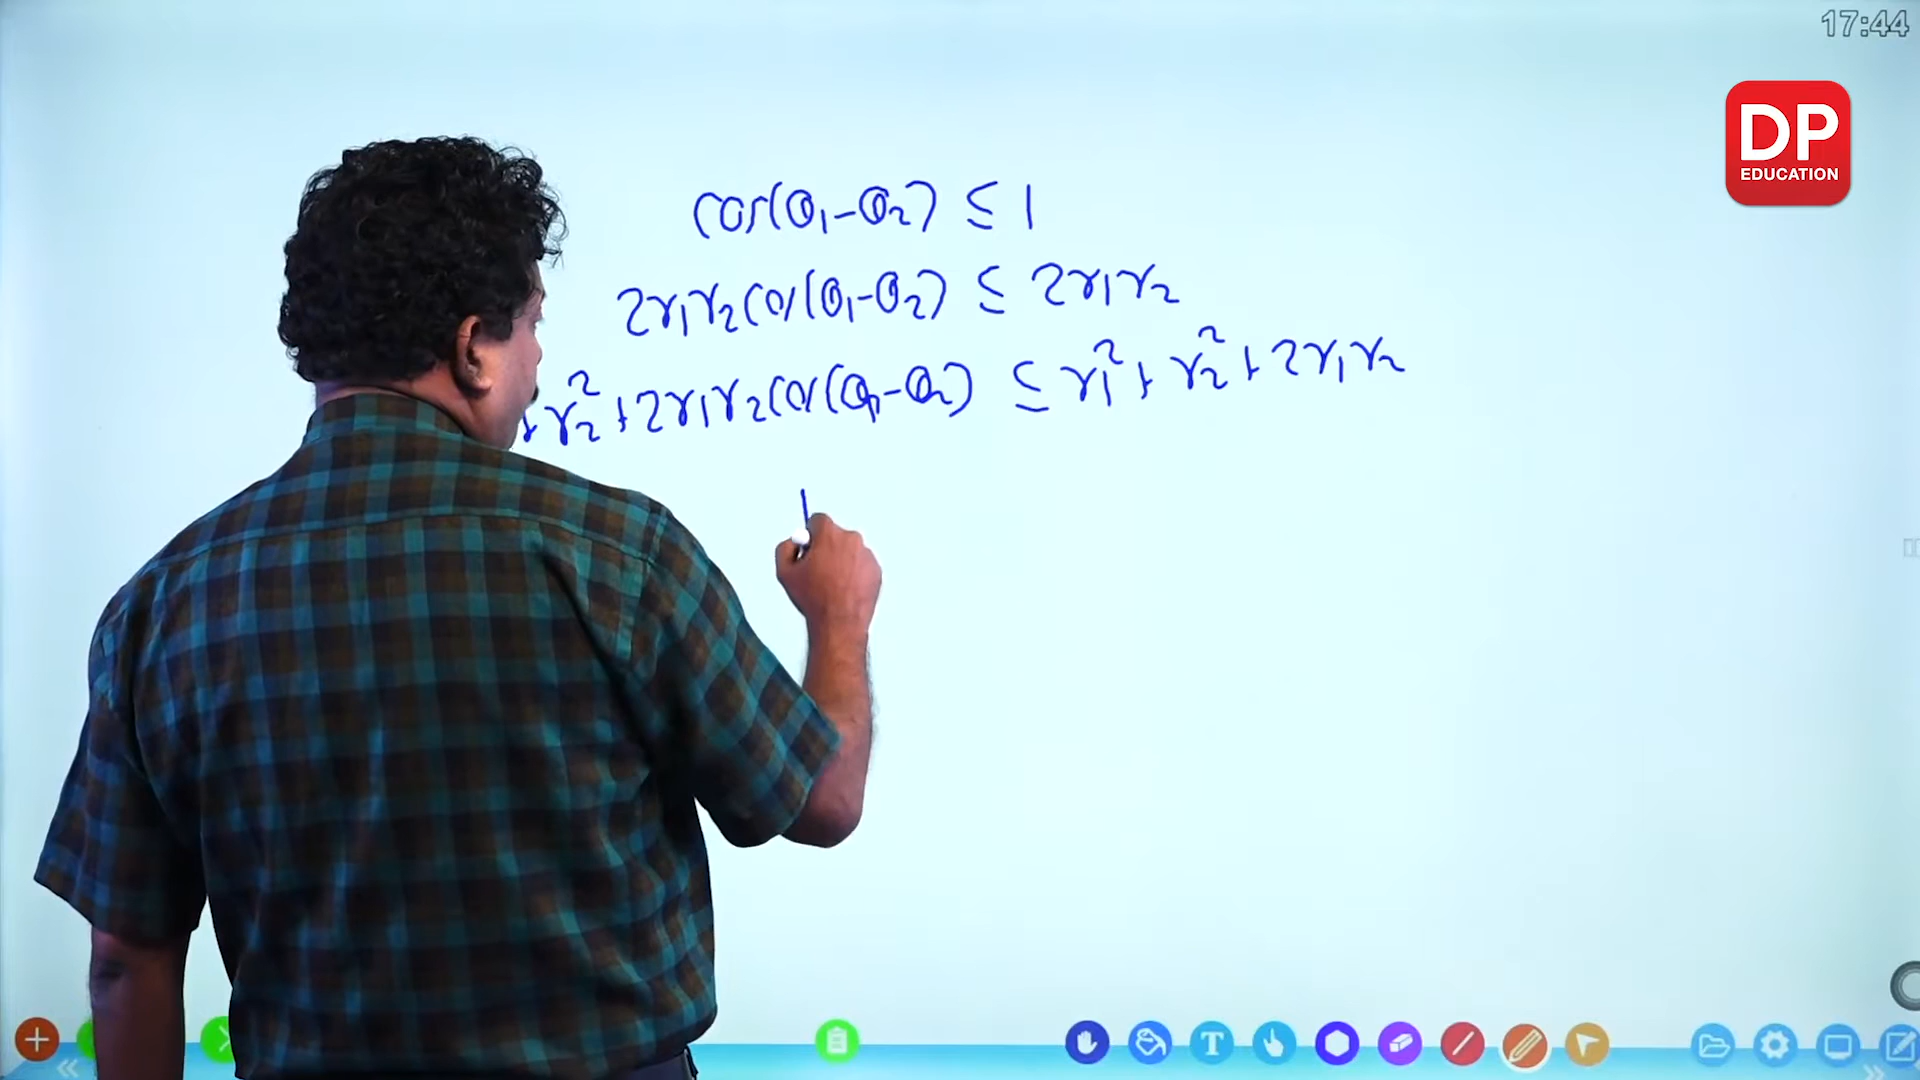 17:44
DP
EDUCATION
cos(θ₁-θ₂) ≤ 1
2r₁r₂cos(θ₁-θ₂) ≤ 2r₁r₂
+ r₂² + 2r₁r₂cos(θ₁-θ₂) ≤ r₁² + r₂² + 2r₁r₂
T